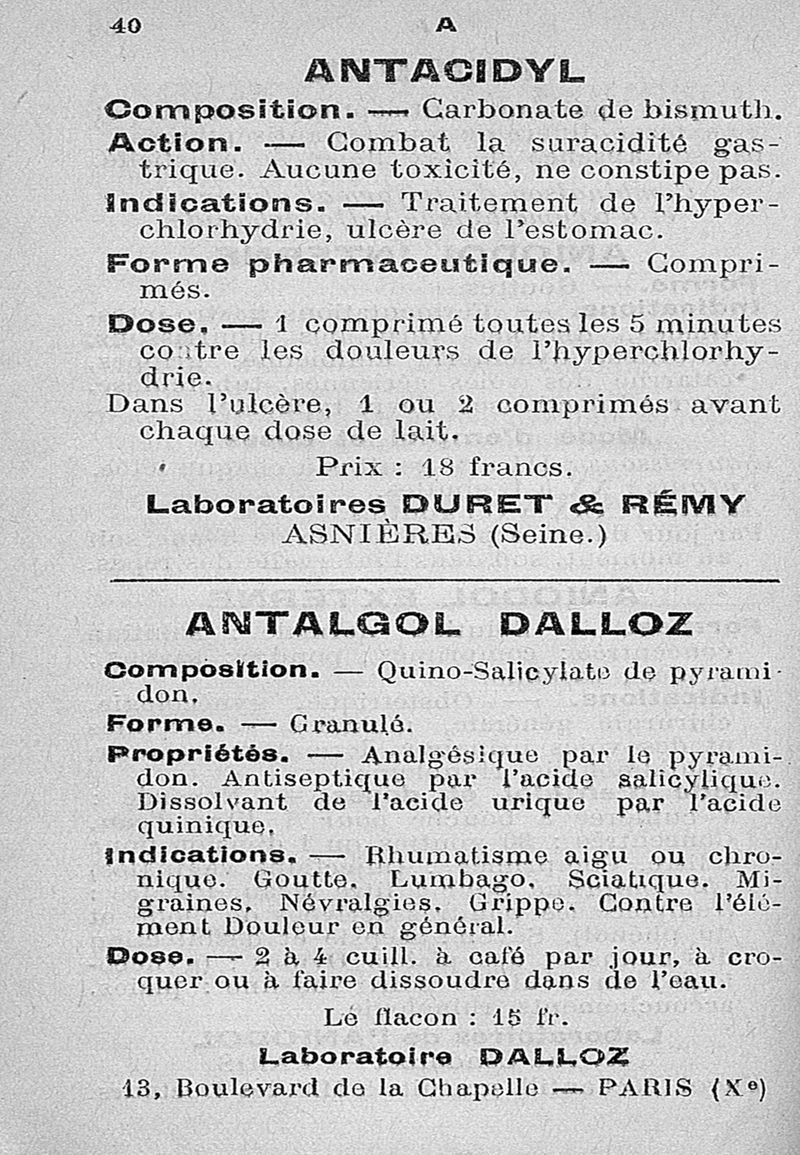 40 A
ANTACIDYL
Composition. — Carbonate de bismuth.
Action. — Combat la suracidité gas-
trique. Aucune toxicité, ne constipe pas.
Indications. — Traitement de l'hyper-
chlorhydrie, ulcère de l'estomac.
Forme pharmaceutique. — Compri-
més.
Dose. — 1 comprimé toutes les 5 minutes
contre les douleurs de l'hyperchlorhy-
drie.
Dans l'ulcère, 1 ou 2 comprimés avant
chaque dose de lait.
Prix : 18 francs.
Laboratoires DURET & RÉMY
ASNIÈRES (Seine.)
ANTALGOL DALLOZ
Composition. — Quino-Salicylate de pyrami-
don.
Forme. — Granulé.
Propriétés. — Analgésique par le pyrami-
don. Antiseptique par l'acide salicylique.
Dissolvant de l'acide urique par l'acide
quinique.
Indications. — Rhumatisme aigu ou chro-
nique. Goutte. Lumbago. Sciatique. Mi-
graines. Névralgies. Grippe. Contre l'élé-
ment Douleur en général.
Dose. — 2 à 4 cuill. à café par jour, à cro-
quer ou à faire dissoudre dans de l'eau.
Le flacon : 15 fr.
Laboratoire DALLOZ
13, Boulevard de la Chapelle — PARIS (Xe)